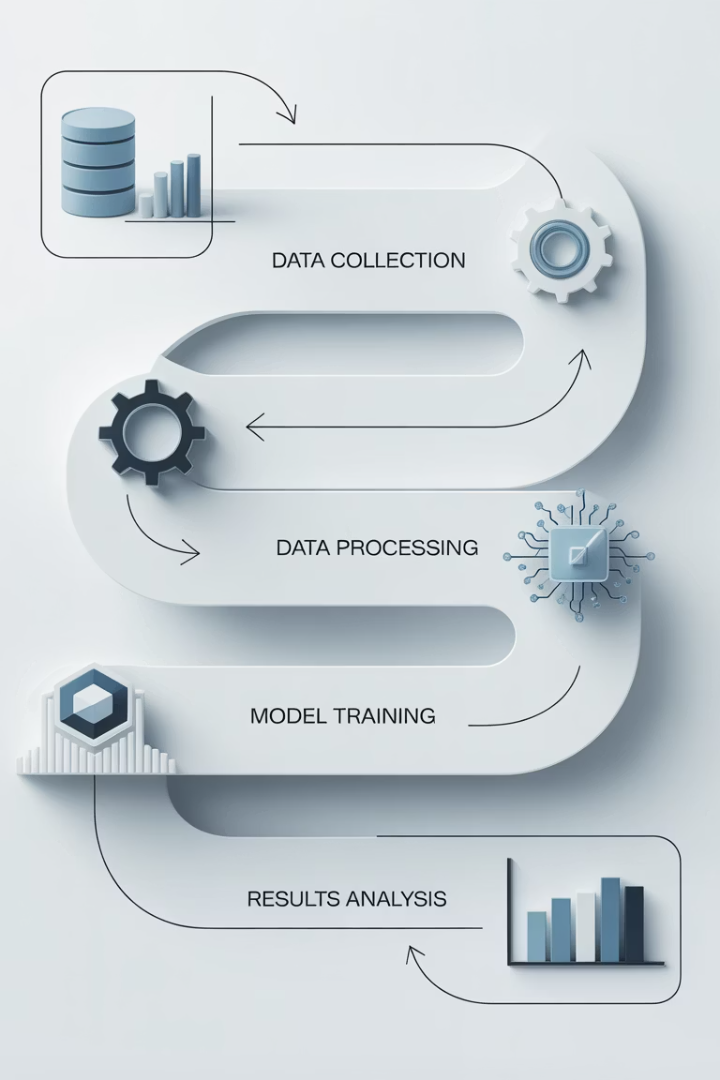 DATA COLLECTION
DATA PROCESSING
MODEL TRAINING
RESULTS ANALYSIS